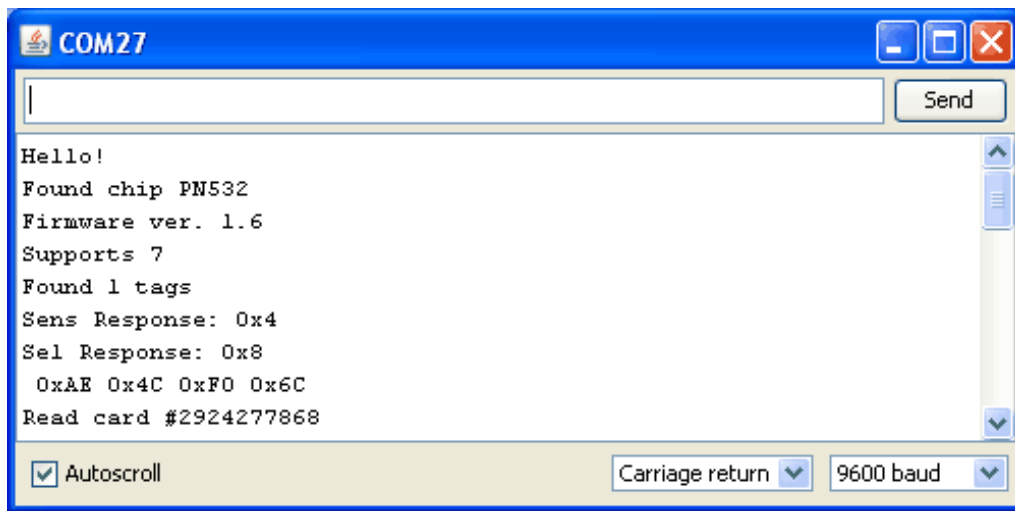 COM27
Send
Hello!
Found chip PN532
Firmware ver. 1.6
Supports 7
Found 1 tags
Sens Response: 0x4
Sel Response: 0x8
 0xAE 0x4C 0xF0 0x6C
Read card #2924277868
Autoscroll
Carriage return
9600 baud